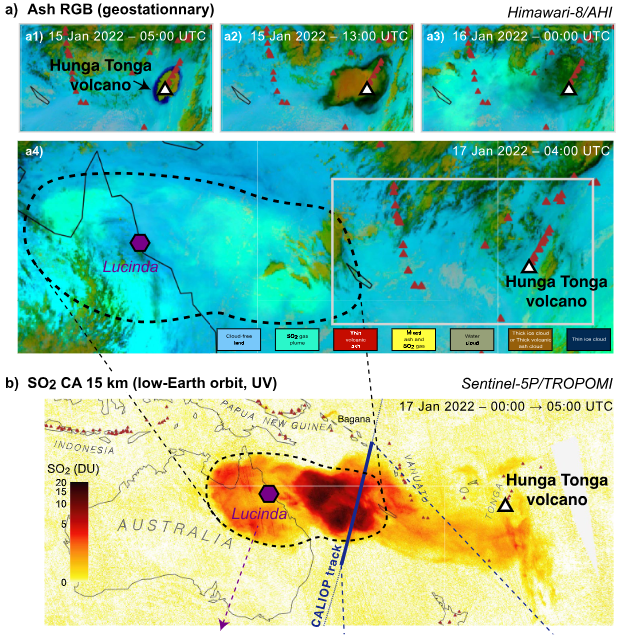 a) Ash RGB (geostationnary)
Himawari-8/AHI
a1) 15 Jan 2022 – 05:00 UTC
Hunga Tonga
volcano
a2) 15 Jan 2022 – 13:00 UTC
a3) 16 Jan 2022 – 00:00 UTC
a4)
17 Jan 2022 – 04:00 UTC
Lucinda
Hunga Tonga
volcano
Cloud-free
land
SO2 gas
plume
Thin
volcanic
ash
Mixed
ash and
SO2 gas
Water
cloud
Thick ice cloud
or Thick volcanic
ash cloud
Thin ice cloud
b) SO2 CA 15 km (low-Earth orbit, UV)
Sentinel-5P/TROPOMI
17 Jan 2022 – 00:00 → 05:00 UTC
PAPUA NEW GUINEA
Bagana
INDONESIA
VANUATU
TONGA
Hunga Tonga
volcano
SO2 (DU)
20
15
10
5
0
Lucinda
AUSTRALIA
CALIOP track